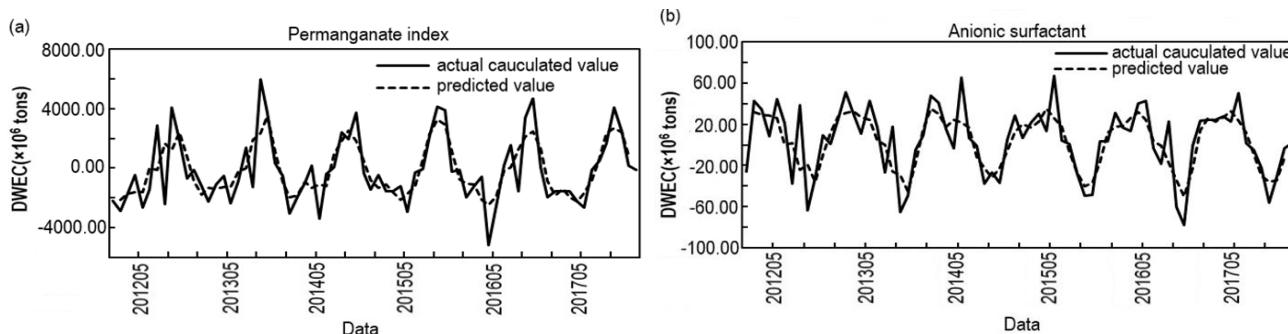 (a)
Permanganate index
8000.00
4000.00
0.00
-4000.00
DWEC(×10⁶ tons)
actual cauculated value
predicted value
201205
201305
201405
201505
201605
201705
Data
(b)
Anionic surfactant
100.00
60.00
20.00
-20.00
-60.00
-100.00
DWEC(×10⁶ tons)
actual cauculated value
predicted value
201205
201305
201405
201505
201605
201705
Data